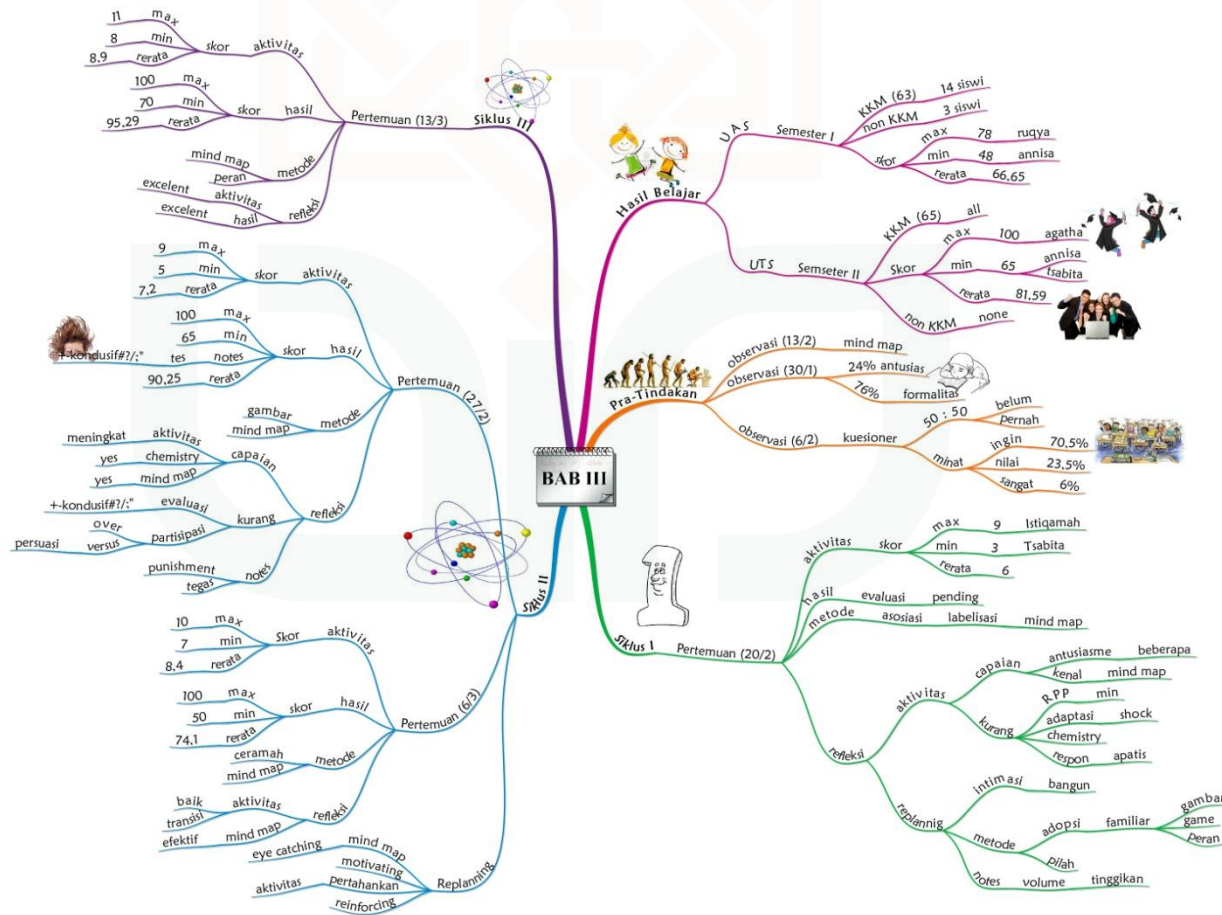 BAB III
Hasil Belajar
UAS
Semester I
KKM (63)
14 siswi
non KKM
3 siswi
skor
max
78
ruqya
min
48
annisa
rerata
66,65
UTS
Semseter II
KKM (65)
all
Skor
max
100
agatha
min
65
annisa
tsabita
rerata
81,59
non KKM
none
Pra-Tindakan
observasi (13/2)
mind map
observasi (30/1)
24% antusias
76%
formalitas
observasi (6/2)
kuesioner
50 : 50
belum
pernah
minat
ingin
70,5%
nilai
23,5%
sangat
6%
Siklus I
Pertemuan (20/2)
aktivitas
skor
max
9
Istiqamah
min
3
Tsabita
rerata
6
hasil
evaluasi
pending
metode
asosiasi
labelisasi
mind map
refleksi
aktivitas
capaian
antusiasme
beberapa
kenal
mind map
kurang
RPP
min
adaptasi
shock
chemistry
respon
apatis
replannig
intimasi
bangun
metode
adopsi
familiar
gambar
game
peran
pilah
notes
volume
tinggikan
Siklus II
Pertemuan (27/2)
aktivitas
skor
max
9
min
5
rerata
7,2
hasil
skor
max
100
min
65
notes
tes
+-kondusif#?/;"
rerata
90,25
metode
gambar
mind map
refleksi
capaian
aktivitas
meningkat
chemistry
yes
mind map
yes
kurang
evaluasi
+-kondusif#?/;"
partisipasi
over
versus
persuasi
notes
punishment
tegas
Pertemuan (6/3)
aktivitas
Skor
max
10
min
7
rerata
8,4
hasil
skor
max
100
min
50
rerata
74,1
metode
ceramah
mind map
refleksi
aktivitas
baik
transisi
mind map
efektif
Replanning
mind map
eye catching
motivating
pertahankan
aktivitas
reinforcing
Siklus III
Pertemuan (13/3)
aktivitas
skor
max
11
min
8
rerata
8,9
hasil
skor
max
100
min
70
rerata
95,29
metode
mind map
peran
refleksi
aktivitas
excelent
hasil
excelent